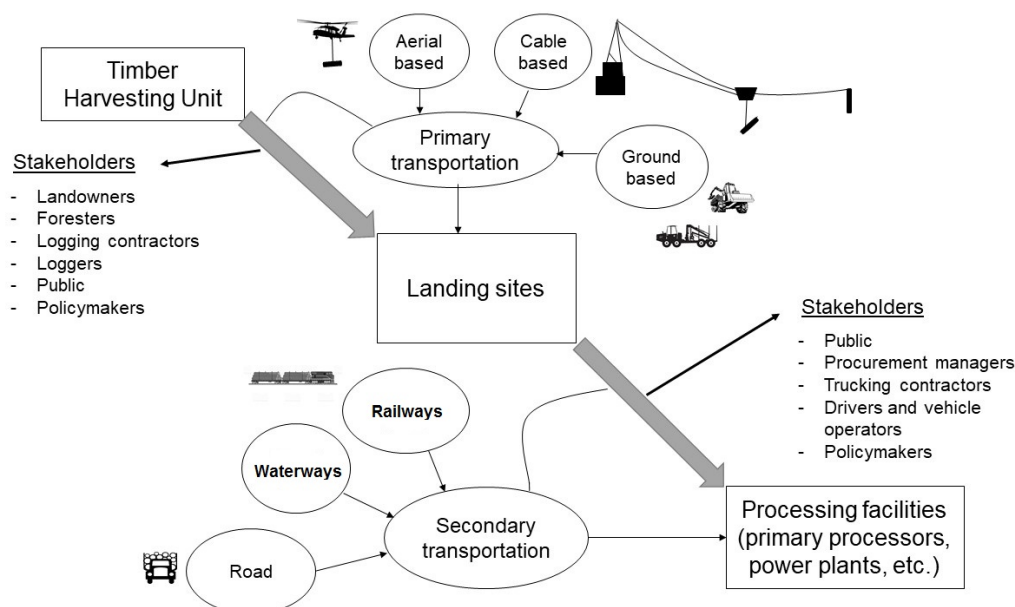 Timber
Harvesting Unit
Aerial
based
Cable
based
Primary
transportation
Ground
based
Stakeholders
- Landowners
- Foresters
- Logging contractors
- Loggers
- Public
- Policymakers
Landing sites
Stakeholders
- Public
- Procurement managers
- Trucking contractors
- Drivers and vehicle
operators
- Policymakers
Railways
Waterways
Road
Secondary
transportation
Processing facilities
(primary processors,
power plants, etc.)